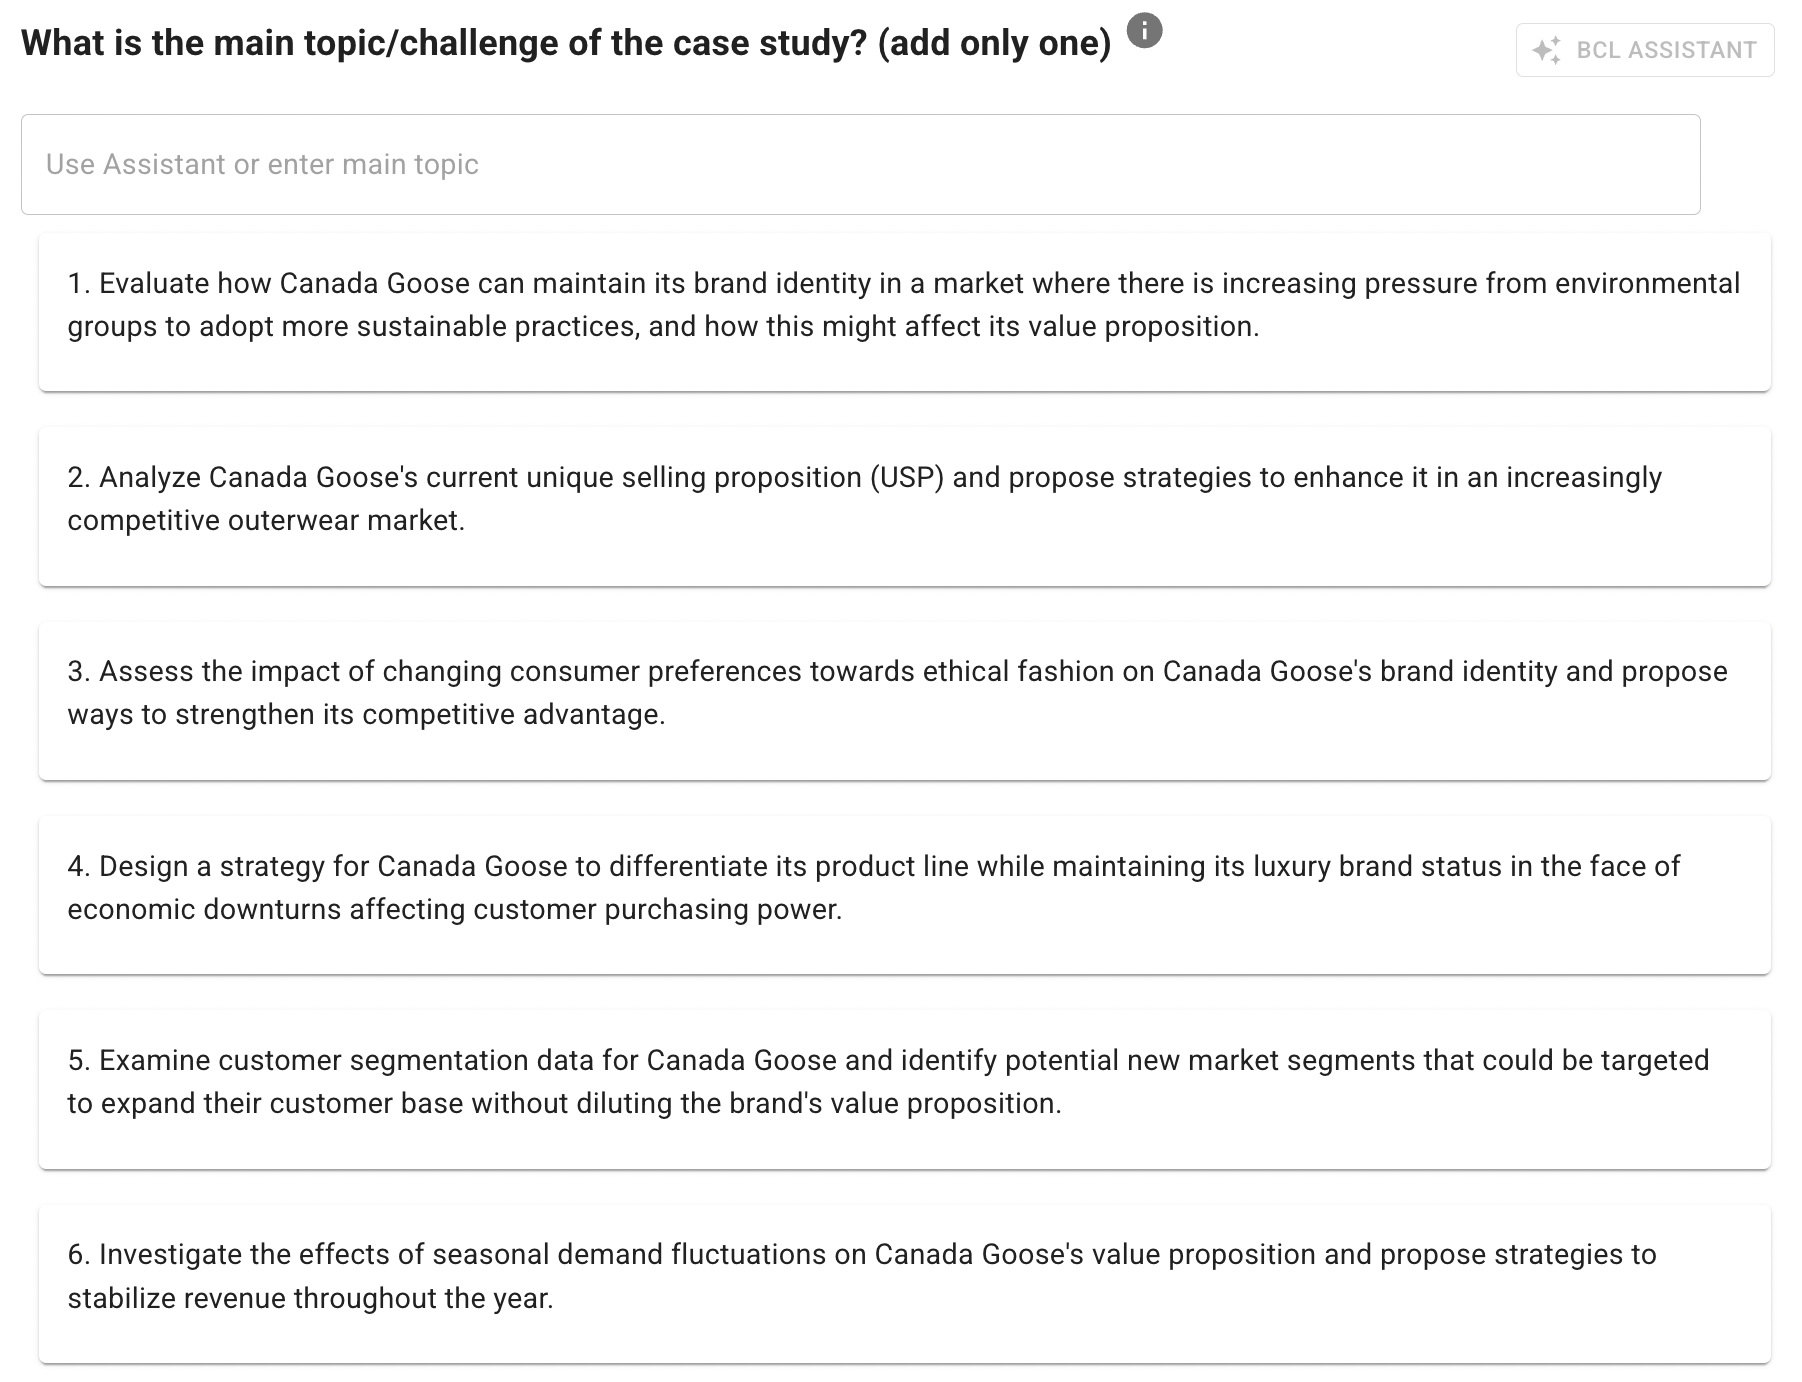 What is the main topic/challenge of the case study? (add only one)
BCL ASSISTANT
Use Assistant or enter main topic
1. Evaluate how Canada Goose can maintain its brand identity in a market where there is increasing pressure from environmental
groups to adopt more sustainable practices, and how this might affect its value proposition.
2. Analyze Canada Goose's current unique selling proposition (USP) and propose strategies to enhance it in an increasingly
competitive outerwear market.
3. Assess the impact of changing consumer preferences towards ethical fashion on Canada Goose's brand identity and propose
ways to strengthen its competitive advantage.
4. Design a strategy for Canada Goose to differentiate its product line while maintaining its luxury brand status in the face of
economic downturns affecting customer purchasing power.
5. Examine customer segmentation data for Canada Goose and identify potential new market segments that could be targeted
to expand their customer base without diluting the brand's value proposition.
6. Investigate the effects of seasonal demand fluctuations on Canada Goose's value proposition and propose strategies to
stabilize revenue throughout the year.